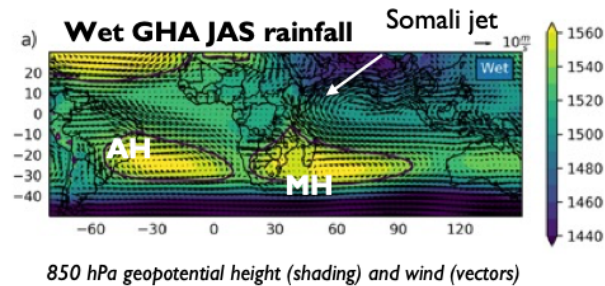 Wet GHA JAS rainfall
Somali jet
a)
10 m/s
Wet
AH
MH
20
10
0
−10
−20
−30
−40
−60
−30
0
30
60
90
120
1560
1540
1520
1500
1480
1460
1440
850 hPa geopotential height (shading) and wind (vectors)